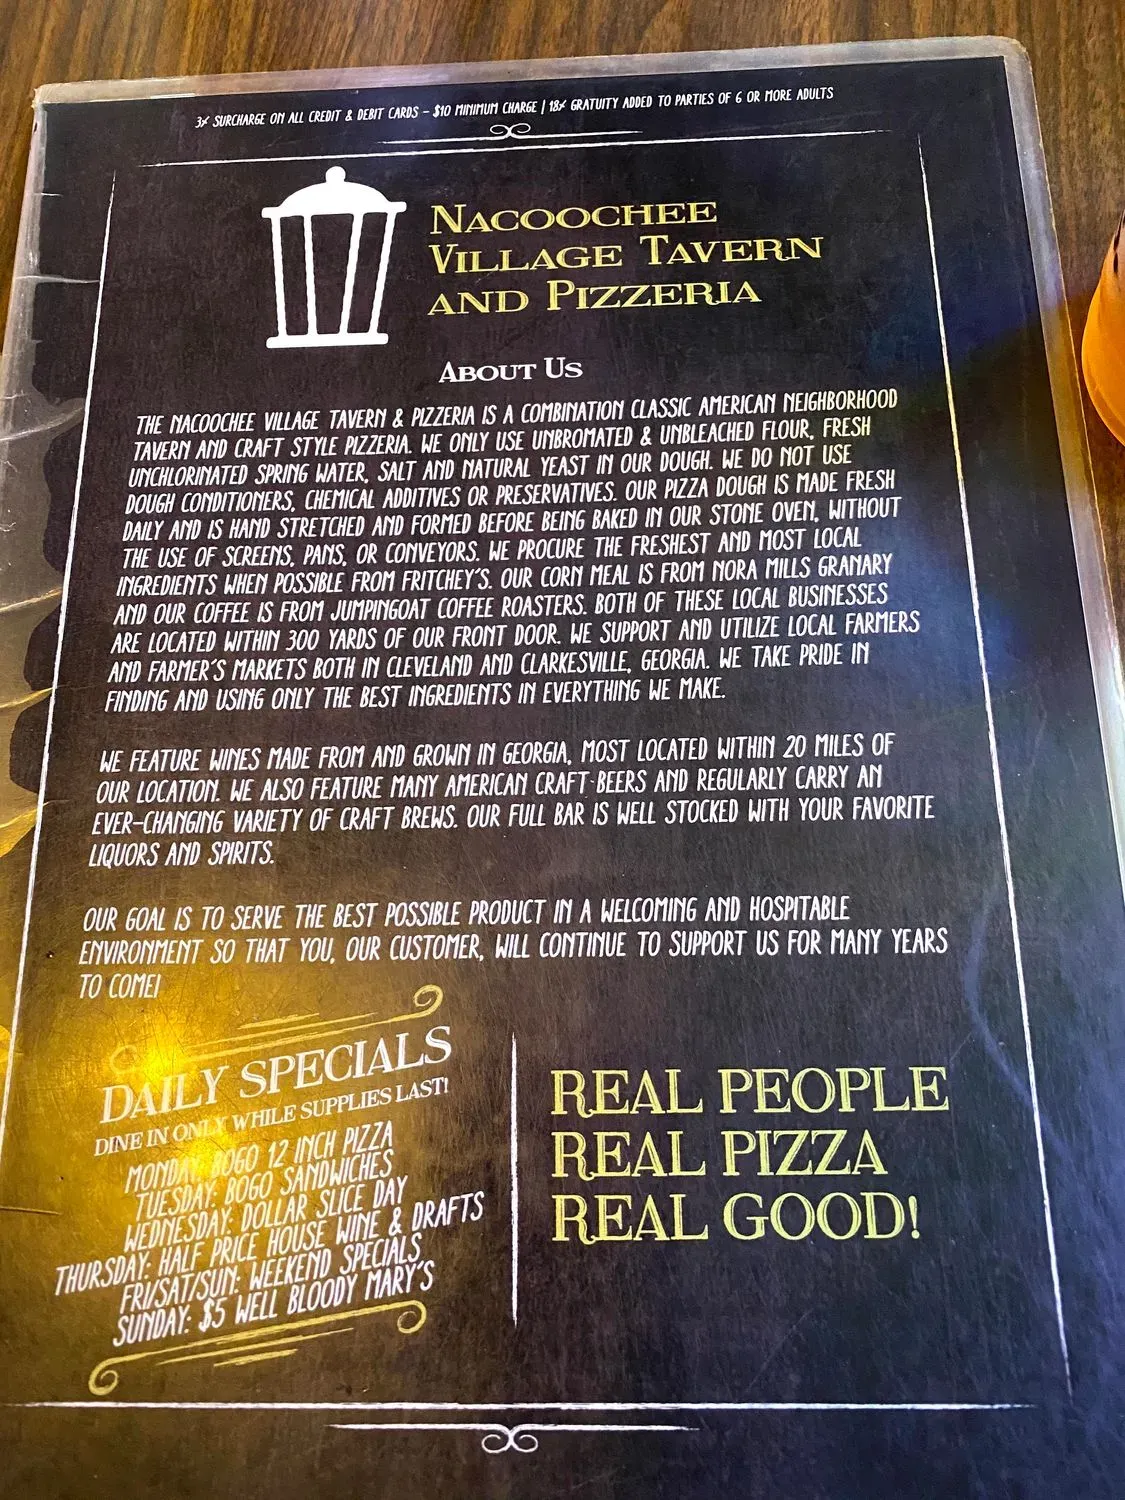 3% SURCHARGE ON ALL CREDIT & DEBIT CARDS - $10 MINIMUM CHARGE | 18% GRATUITY ADDED TO PARTIES OF 6 OR MORE ADULTS
NACOOCHEE
VILLAGE TAVERN
AND PIZZERIA
ABOUT US
THE NACOOCHEE VILLAGE TAVERN & PIZZERIA IS A COMBINATION CLASSIC AMERICAN NEIGHBORHOOD
TAVERN AND CRAFT STYLE PIZZERIA. WE ONLY USE UNBROMATED & UNBLEACHED FLOUR, FRESH
UNCHLORINATED SPRING WATER, SALT AND NATURAL YEAST IN OUR DOUGH. WE DO NOT USE
DOUGH CONDITIONERS, CHEMICAL ADDITIVES OR PRESERVATIVES. OUR PIZZA DOUGH IS MADE FRESH
DAILY AND IS HAND STRETCHED AND FORMED BEFORE BEING BAKED IN OUR STONE OVEN, WITHOUT
THE USE OF SCREENS, PANS, OR CONVEYORS. WE PROCURE THE FRESHEST AND MOST LOCAL
INGREDIENTS WHEN POSSIBLE FROM FRITCHEY'S. OUR CORN MEAL IS FROM NORA MILLS GRANARY
AND OUR COFFEE IS FROM JUMPINGOAT COFFEE ROASTERS. BOTH OF THESE LOCAL BUSINESSES
ARE LOCATED WITHIN 300 YARDS OF OUR FRONT DOOR. WE SUPPORT AND UTILIZE LOCAL FARMERS
AND FARMER'S MARKETS BOTH IN CLEVELAND AND CLARKESVILLE, GEORGIA. WE TAKE PRIDE IN
FINDING AND USING ONLY THE BEST INGREDIENTS IN EVERYTHING WE MAKE.
WE FEATURE WINES MADE FROM AND GROWN IN GEORGIA, MOST LOCATED WITHIN 20 MILES OF
OUR LOCATION. WE ALSO FEATURE MANY AMERICAN CRAFT-BEERS AND REGULARLY CARRY AN
EVER-CHANGING VARIETY OF CRAFT BREWS. OUR FULL BAR IS WELL STOCKED WITH YOUR FAVORITE
LIQUORS AND SPIRITS.
OUR GOAL IS TO SERVE THE BEST POSSIBLE PRODUCT IN A WELCOMING AND HOSPITABLE
ENVIRONMENT SO THAT YOU, OUR CUSTOMER, WILL CONTINUE TO SUPPORT US FOR MANY YEARS
TO COME!
DAILY SPECIALS
DINE IN ONLY WHILE SUPPLIES LAST!
MONDAY: BOGO 12 INCH PIZZA
TUESDAY: BOGO SANDWICHES
WEDNESDAY: DOLLAR SLICE DAY
THURSDAY: HALF PRICE HOUSE WINE & DRAFTS
FRI/SAT/SUN: WEEKEND SPECIALS
SUNDAY: $5 WELL BLOODY MARY'S
REAL PEOPLE
REAL PIZZA
REAL GOOD!